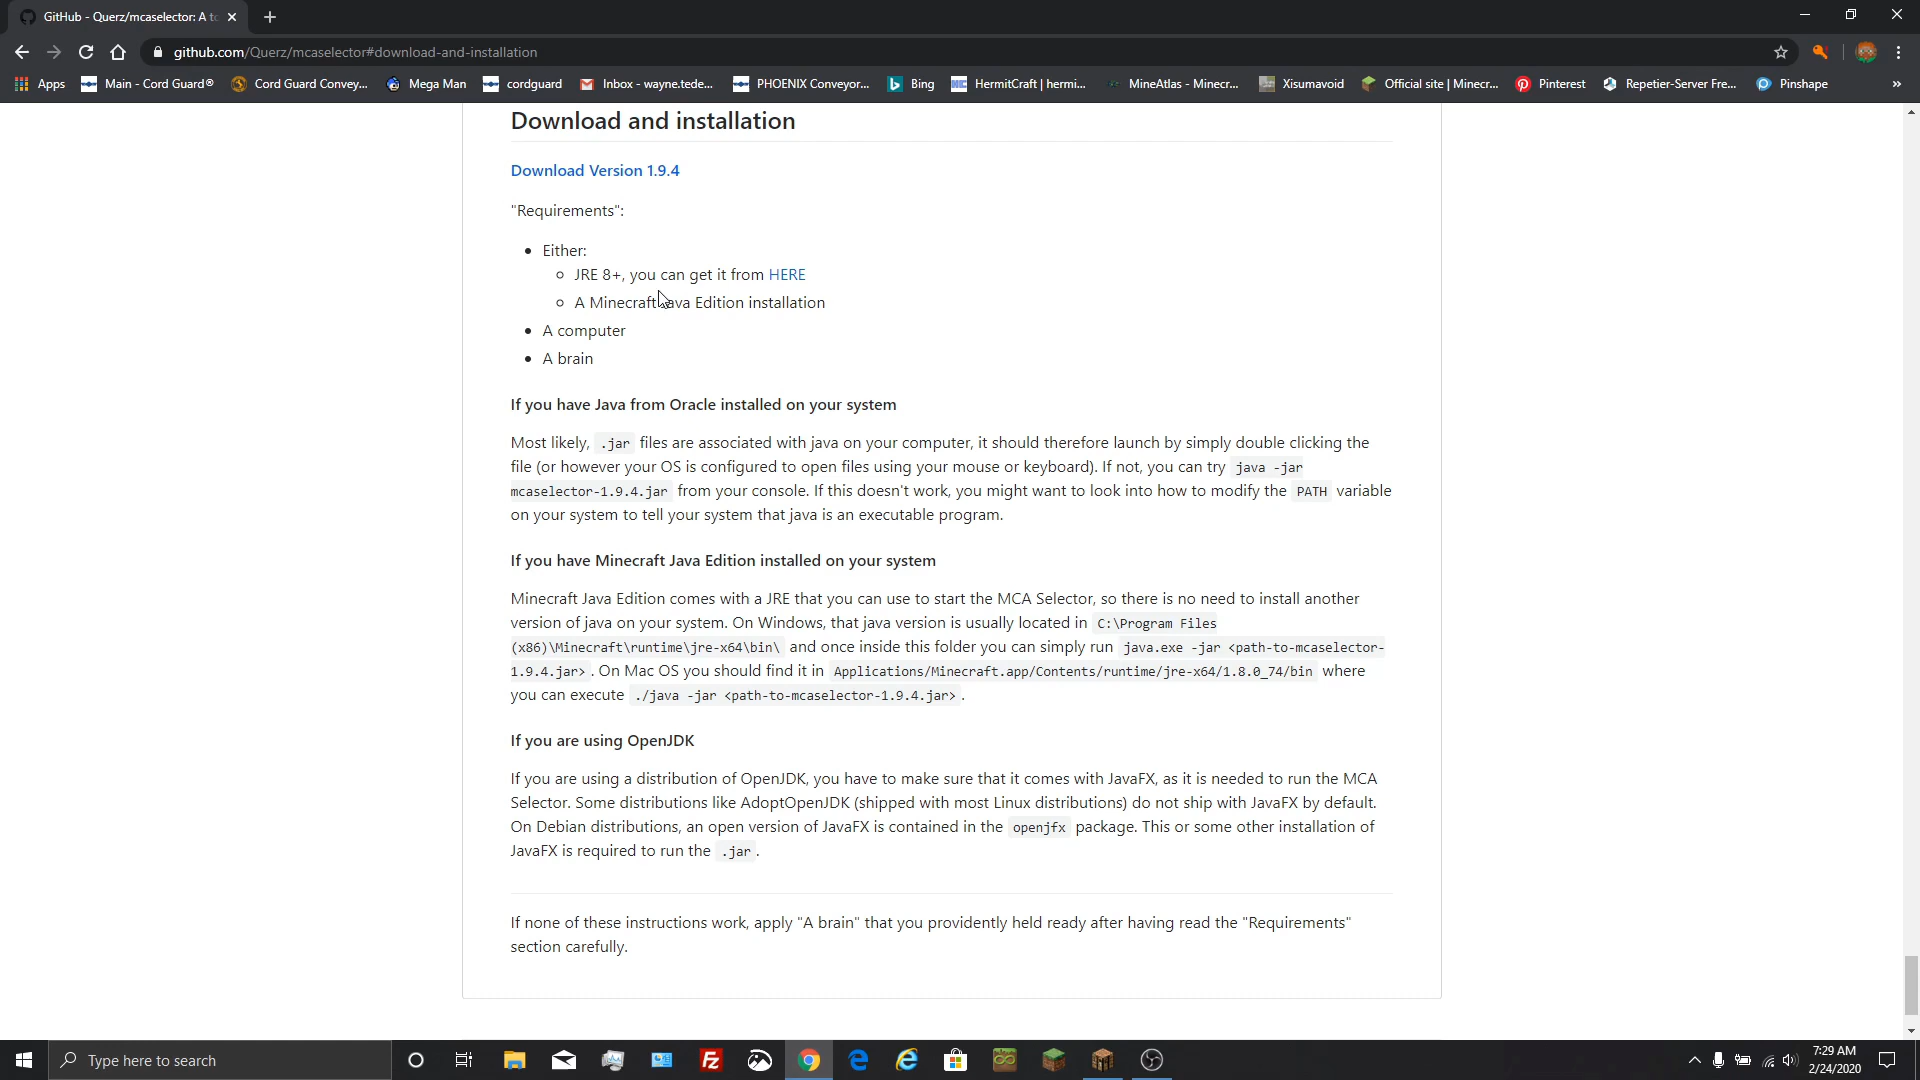 GitHub - Querz/mcaselector: A to
github.com/Querz/mcaselector#download-and-installation
Apps Main - Cord Guard® Cord Guard Convey... Mega Man cordguard Inbox - wayne.tede... PHOENIX Conveyor... Bing HermitCraft | hermi... MineAtlas - Minecr... Xisumavoid Official site | Minecr... Pinterest Repetier-Server Fre... Pinshape »
Download and installation
Download Version 1.9.4
"Requirements":
Either:
JRE 8+, you can get it from HERE
A Minecraft Java Edition installation
A computer
A brain
If you have Java from Oracle installed on your system
Most likely, .jar files are associated with java on your computer, it should therefore launch by simply double clicking the
file (or however your OS is configured to open files using your mouse or keyboard). If not, you can try java -jar
mcaselector-1.9.4.jar from your console. If this doesn't work, you might want to look into how to modify the PATH variable
on your system to tell your system that java is an executable program.
If you have Minecraft Java Edition installed on your system
Minecraft Java Edition comes with a JRE that you can use to start the MCA Selector, so there is no need to install another
version of java on your system. On Windows, that java version is usually located in C:\Program Files
(x86)\Minecraft\runtime\jre-x64\bin\ and once inside this folder you can simply run java.exe -jar <path-to-mcaselector-
1.9.4.jar> . On Mac OS you should find it in Applications/Minecraft.app/Contents/runtime/jre-x64/1.8.0_74/bin where
you can execute ./java -jar <path-to-mcaselector-1.9.4.jar> .
If you are using OpenJDK
If you are using a distribution of OpenJDK, you have to make sure that it comes with JavaFX, as it is needed to run the MCA
Selector. Some distributions like AdoptOpenJDK (shipped with most Linux distributions) do not ship with JavaFX by default.
On Debian distributions, an open version of JavaFX is contained in the openjfx package. This or some other installation of
JavaFX is required to run the .jar .
If none of these instructions work, apply "A brain" that you providently held ready after having read the "Requirements"
section carefully.
Type here to search
7:29 AM
2/24/2020